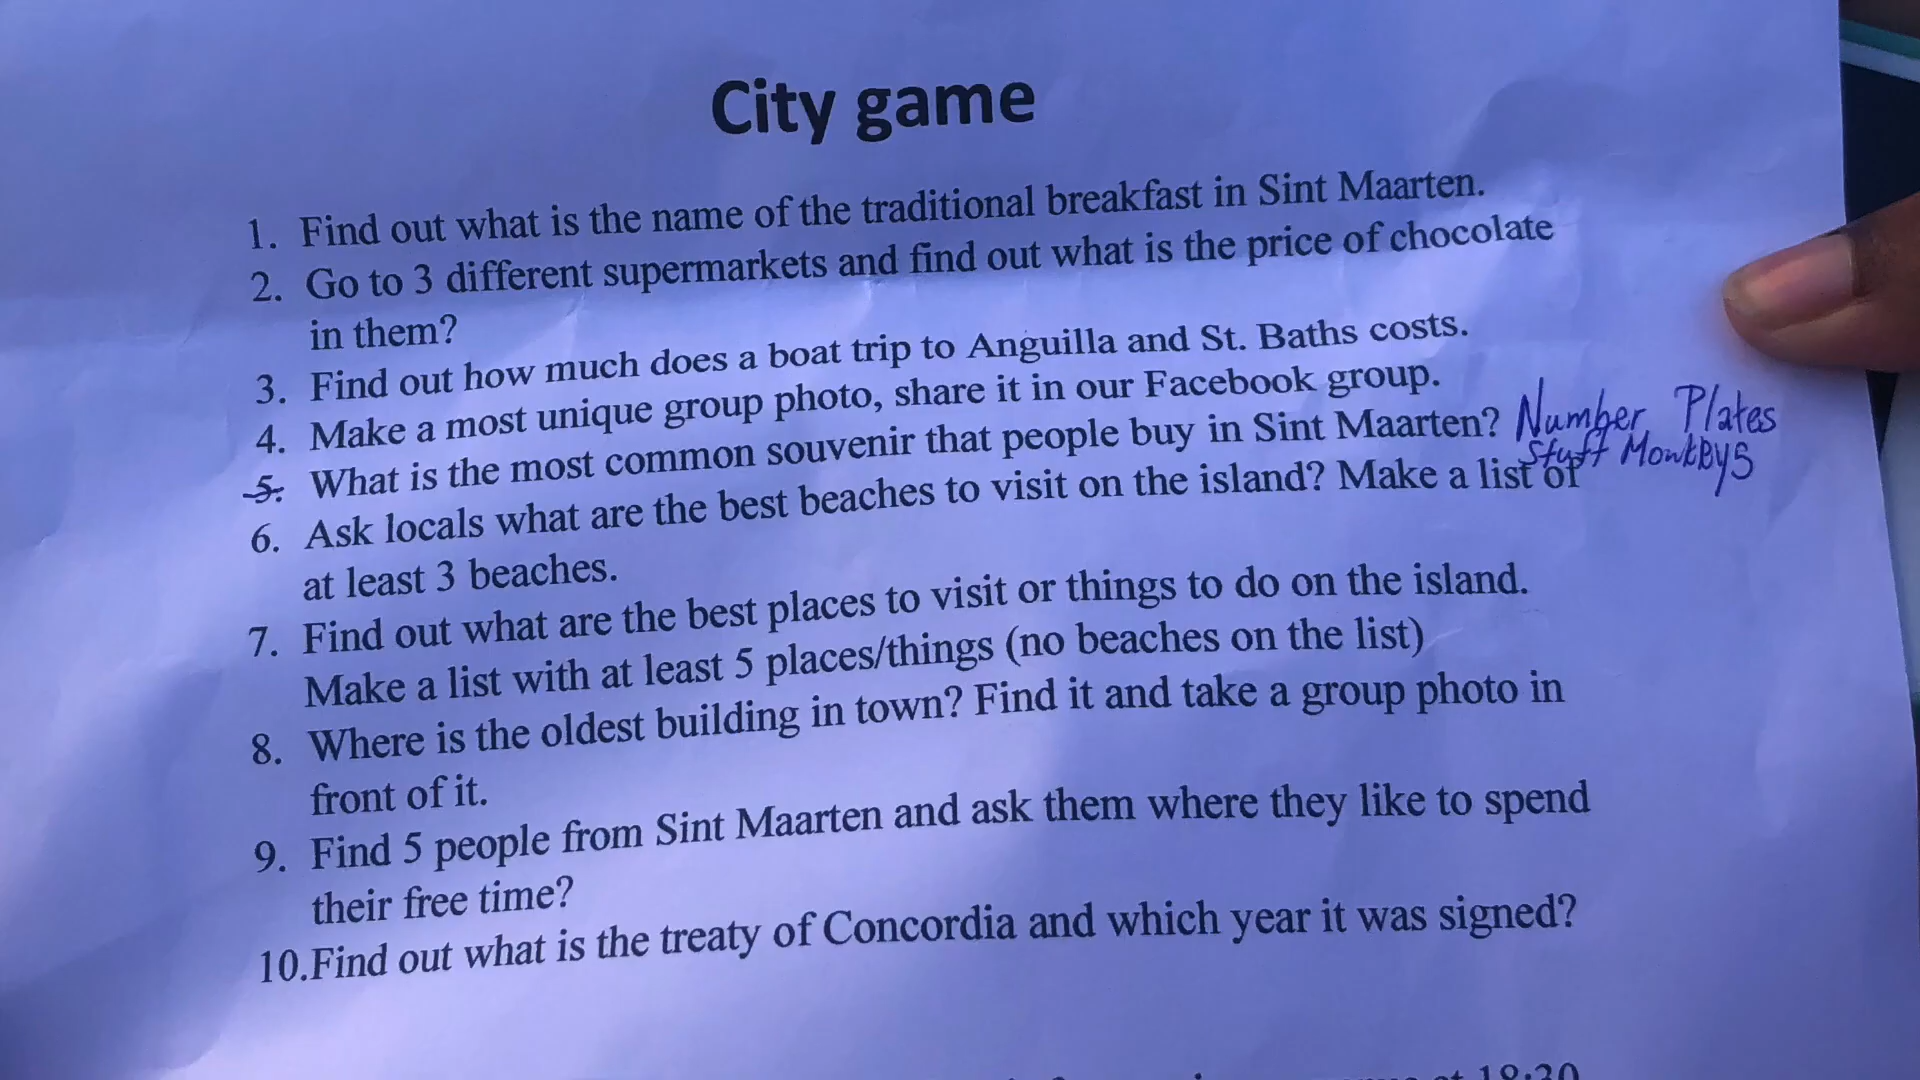 City game
1. Find out what is the name of the traditional breakfast in Sint Maarten.
2. Go to 3 different supermarkets and find out what is the price of chocolate
in them?
3. Find out how much does a boat trip to Anguilla and St. Baths costs.
4. Make a most unique group photo, share it in our Facebook group.
5. What is the most common souvenir that people buy in Sint Maarten? Number Plates
Stuff Monkeys
6. Ask locals what are the best beaches to visit on the island? Make a list of
at least 3 beaches.
7. Find out what are the best places to visit or things to do on the island.
Make a list with at least 5 places/things (no beaches on the list)
8. Where is the oldest building in town? Find it and take a group photo in
front of it.
9. Find 5 people from Sint Maarten and ask them where they like to spend
their free time?
10.Find out what is the treaty of Concordia and which year it was signed?
at 18:30